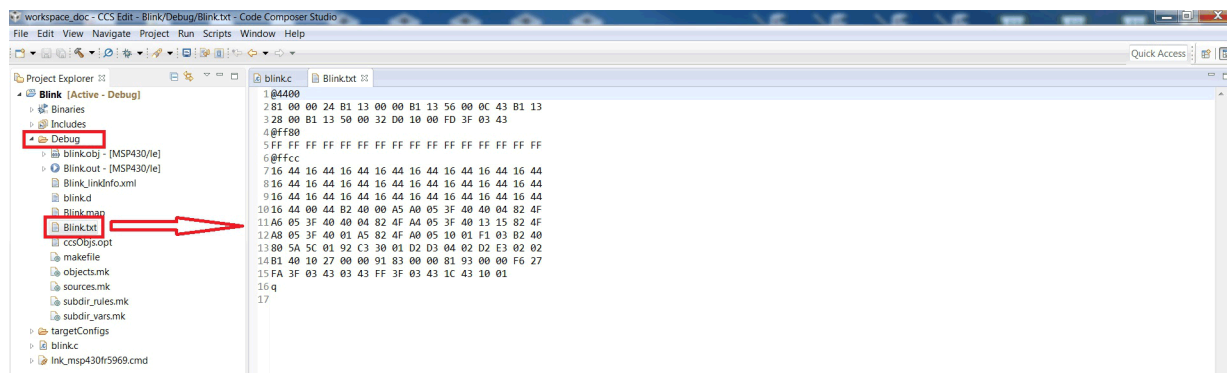 workspace_doc - CCS Edit - Blink/Debug/Blink.txt - Code Composer Studio
File Edit View Navigate Project Run Scripts Window Help
Quick Access
Project Explorer
Blink [Active - Debug]
Binaries
Includes
Debug
blink.obj - [MSP430/le]
Blink.out - [MSP430/le]
Blink_linkInfo.xml
blink.d
Blink.map
Blink.txt
ccsObjs.opt
makefile
objects.mk
sources.mk
subdir_rules.mk
subdir_vars.mk
targetConfigs
blink.c
lnk_msp430fr5969.cmd
blink.c Blink.txt
1 @4400
2 81 00 00 24 B1 13 00 00 B1 13 56 00 0C 43 B1 13
3 28 00 B1 13 50 00 32 D0 10 00 FD 3F 03 43
4 @ff80
5 FF FF FF FF FF FF FF FF FF FF FF FF FF FF FF FF
6 @ffcc
7 16 44 16 44 16 44 16 44 16 44 16 44 16 44 16 44
8 16 44 16 44 16 44 16 44 16 44 16 44 16 44 16 44
9 16 44 16 44 16 44 16 44 16 44 16 44 16 44 16 44
10 16 44 00 44 B2 40 00 A5 A0 05 3F 40 40 04 82 4F
11 A6 05 3F 40 40 04 82 4F A4 05 3F 40 13 15 82 4F
12 A8 05 3F 40 01 A5 82 4F A0 05 10 01 F1 03 B2 40
13 80 5A 5C 01 92 C3 30 01 D2 D3 04 02 D2 E3 02 02
14 B1 40 10 27 00 00 91 83 00 00 81 93 00 00 F6 27
15 FA 3F 03 43 03 43 FF 3F 03 43 1C 43 10 01
16 q
17